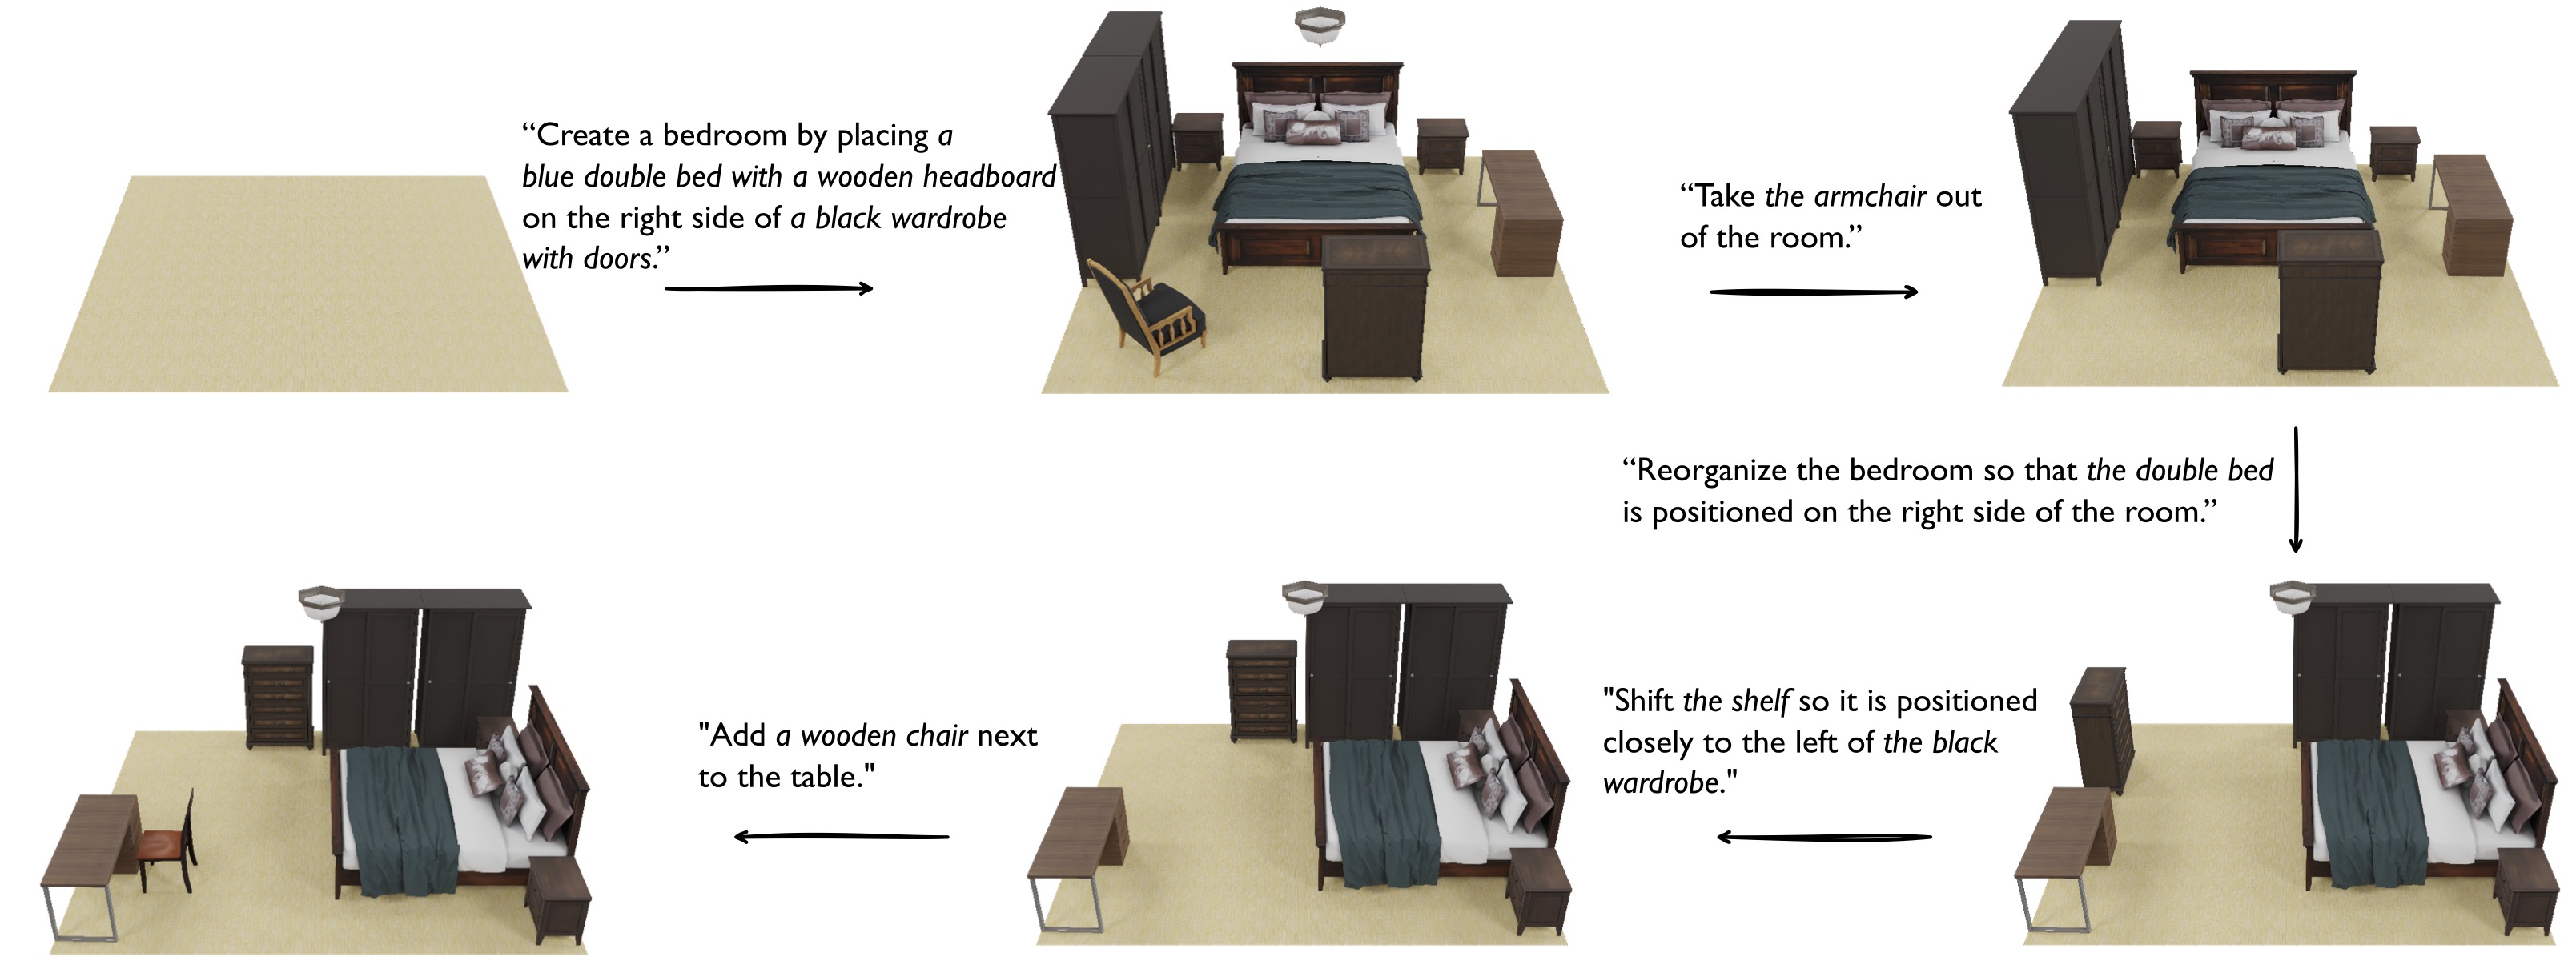 “Create a bedroom by placing a
blue double bed with a wooden headboard
on the right side of a black wardrobe
with doors.”
“Take the armchair out
of the room.”
“Reorganize the bedroom so that the double bed
is positioned on the right side of the room.”
"Shift the shelf so it is positioned
closely to the left of the black
wardrobe."
"Add a wooden chair next
to the table."